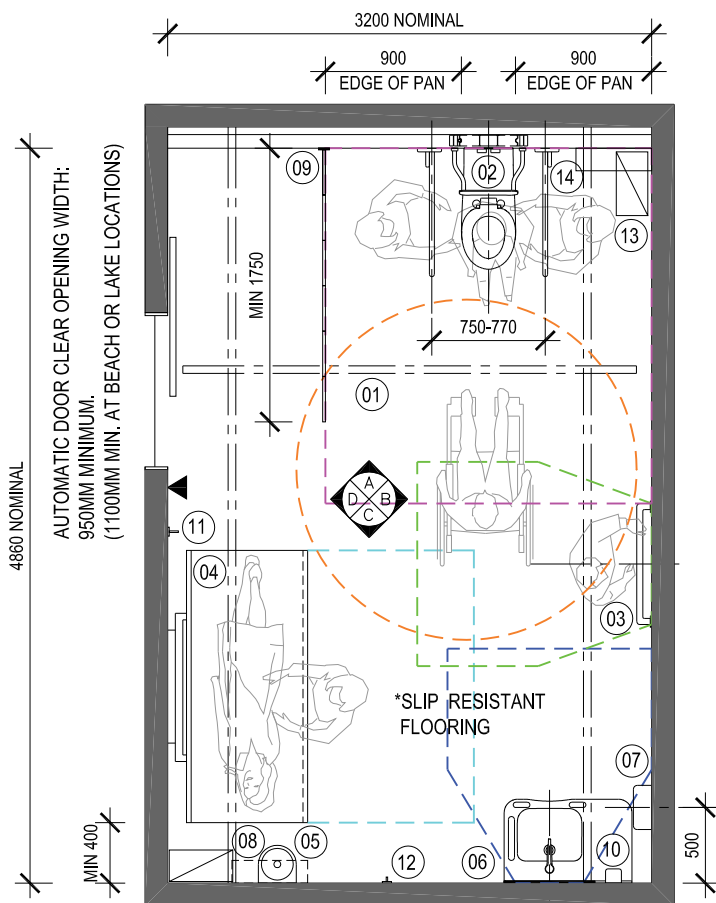 3200 NOMINAL
900
EDGE OF PAN
900
EDGE OF PAN
4860 NOMINAL
AUTOMATIC DOOR CLEAR OPENING WIDTH:
950MM MINIMUM.
(1100MM MIN. AT BEACH OR LAKE LOCATIONS)
09
02
14
13
MIN 1750
750-770
01
A
D
B
C
11
04
03
*SLIP RESISTANT
FLOORING
07
MIN 400
08
05
12
06
10
500